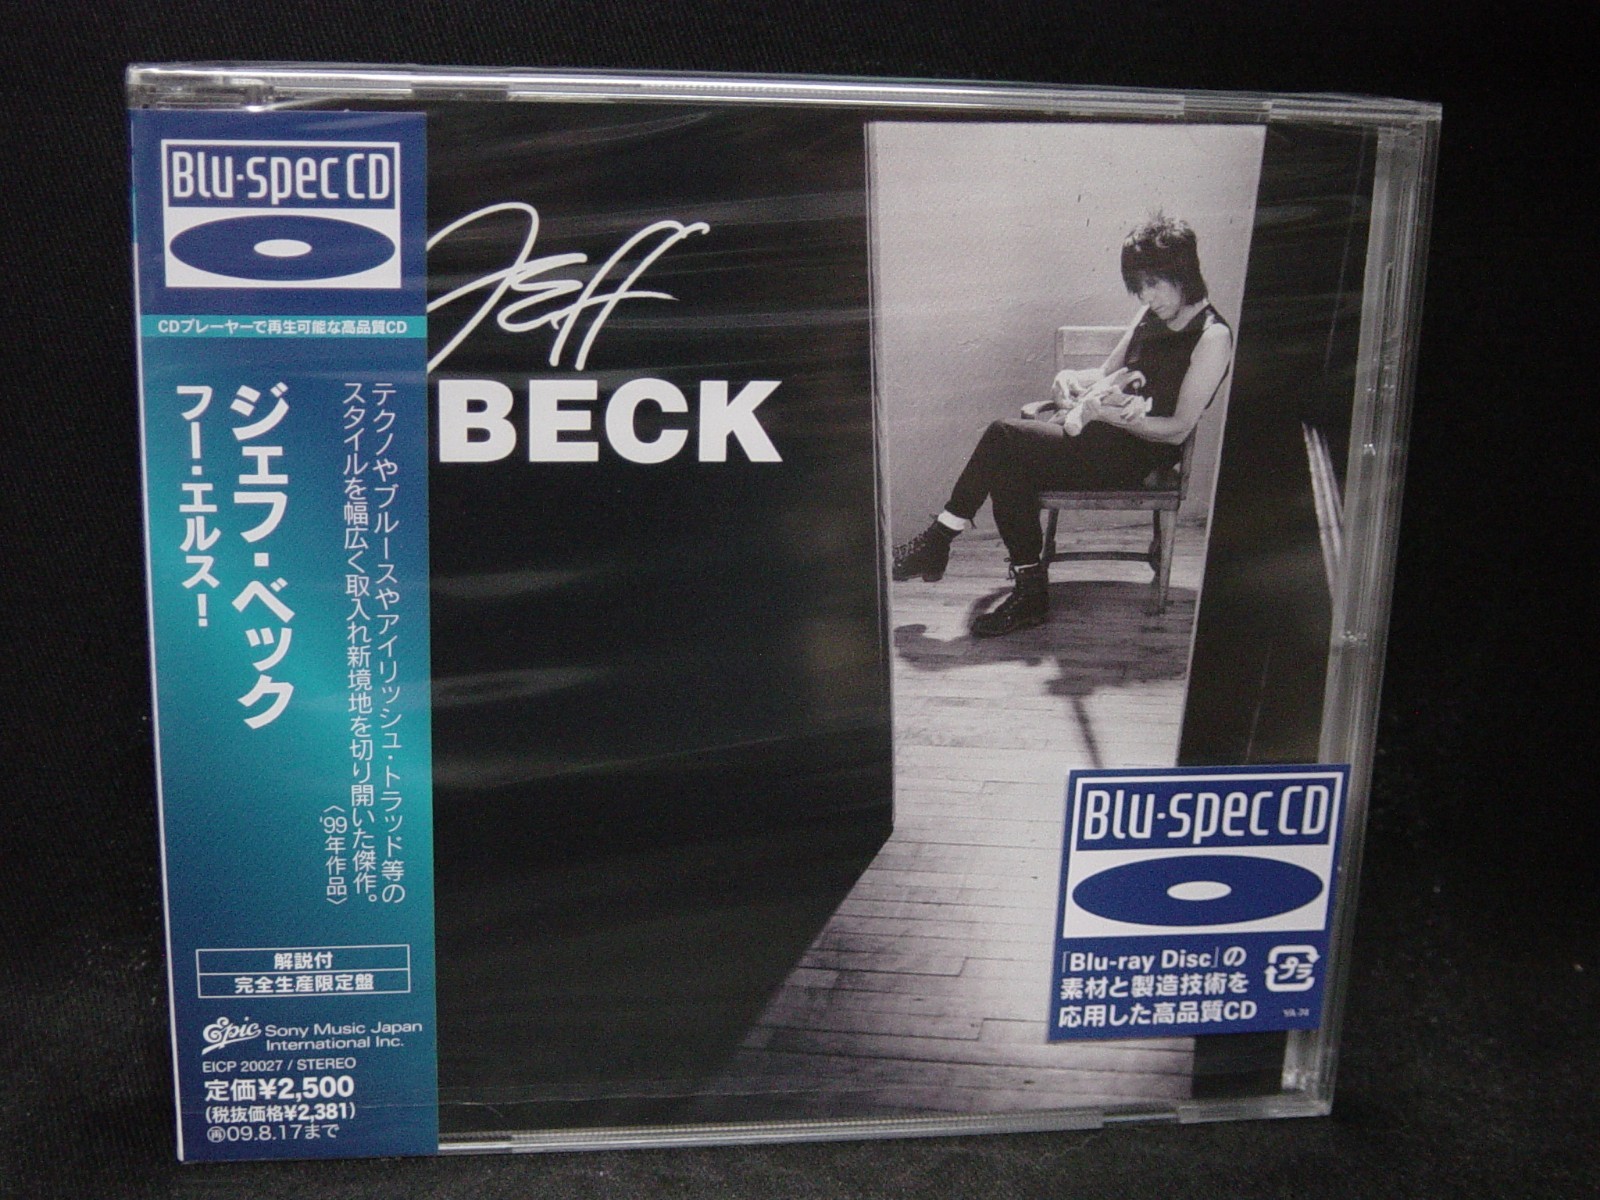 Blu-spec CD
CDプレーヤーで再生可能な高品質CD
ジェフ・ベック
フー・エルス!
テクノやブルースやアイリッシュ・トラッド等の
スタイルを幅広く取入れ新境地を切り開いた傑作。
〈'99年作品〉
解説付
完全生産限定盤
Epic Sony Music Japan
International Inc.
EICP 20027 / STEREO
定価¥2,500
(税抜価格¥2,381)
㋐09.8.17まで
Jeff
BECK
Blu-spec CD
「Blu-ray Disc」の
素材と製造技術を
応用した高品質CD
プラ